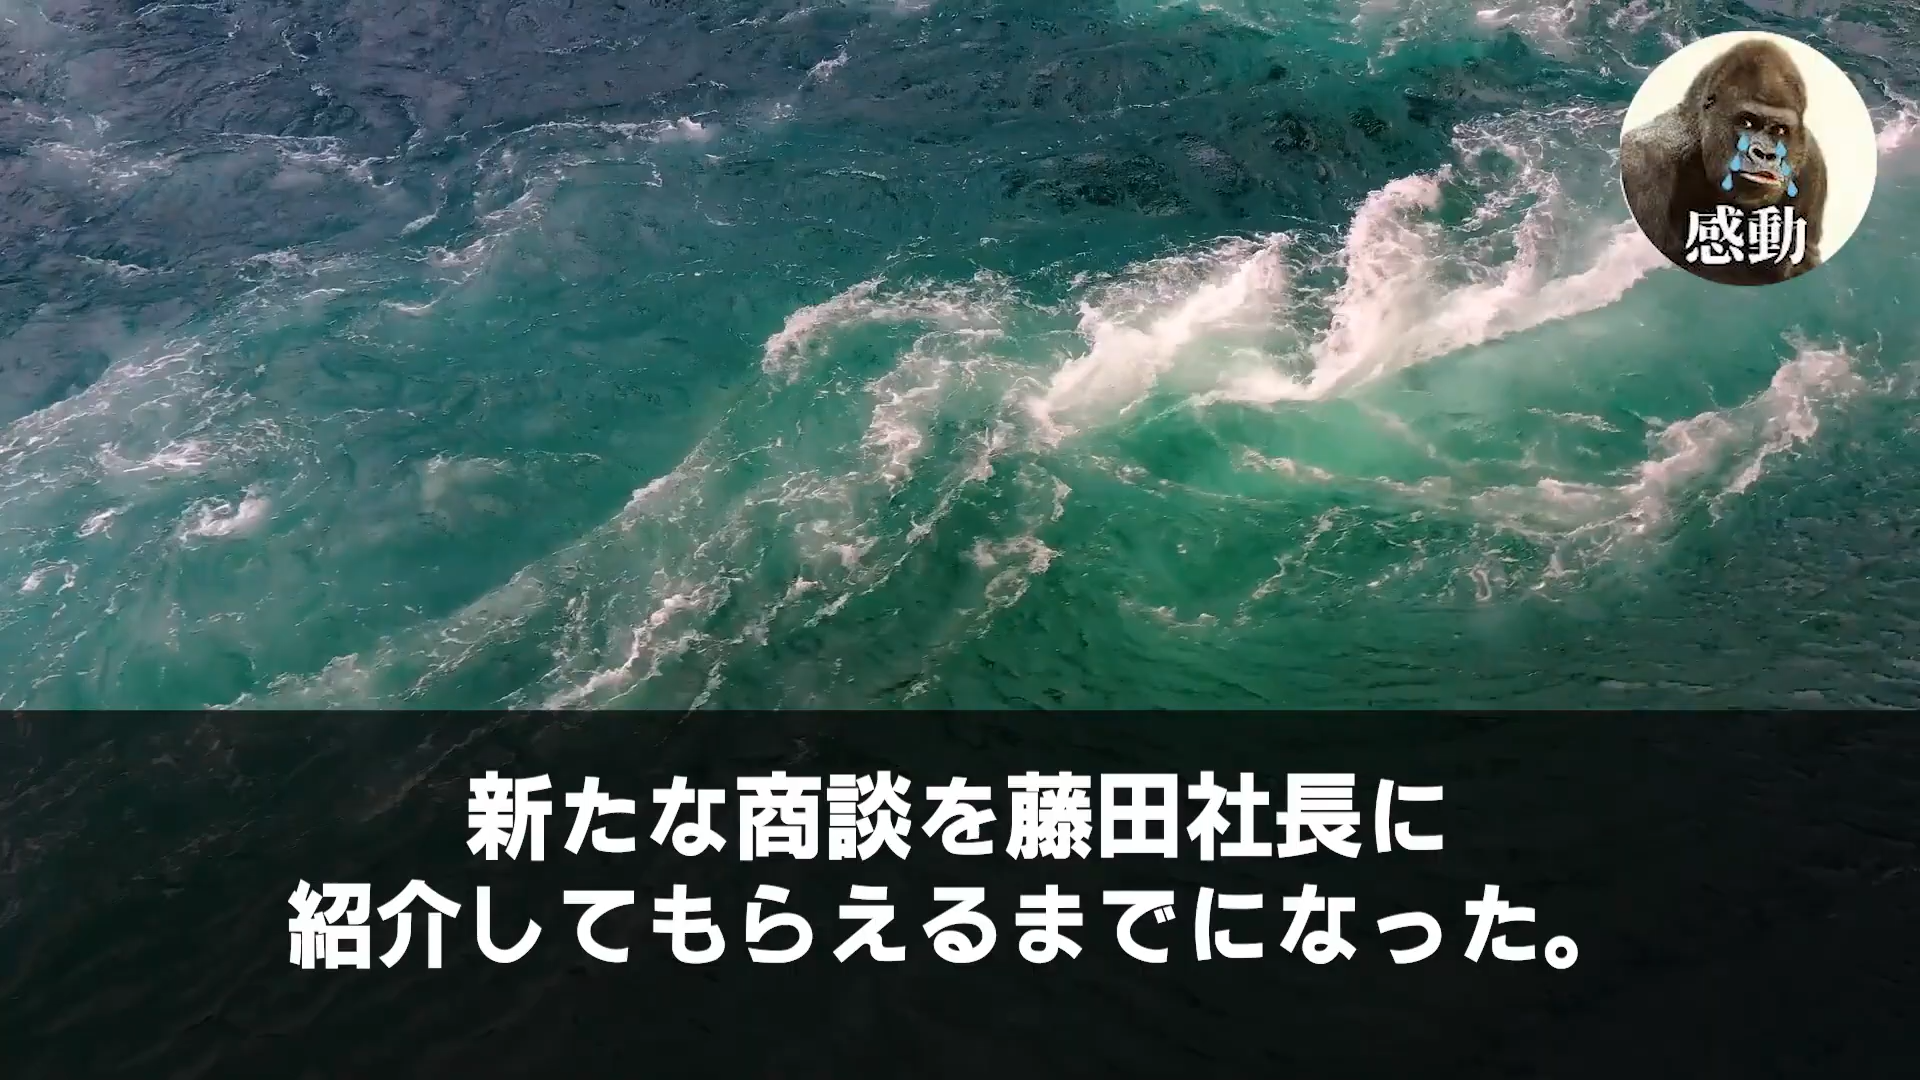 感動
新たな商談を藤田社長に
紹介してもらえるまでになった。